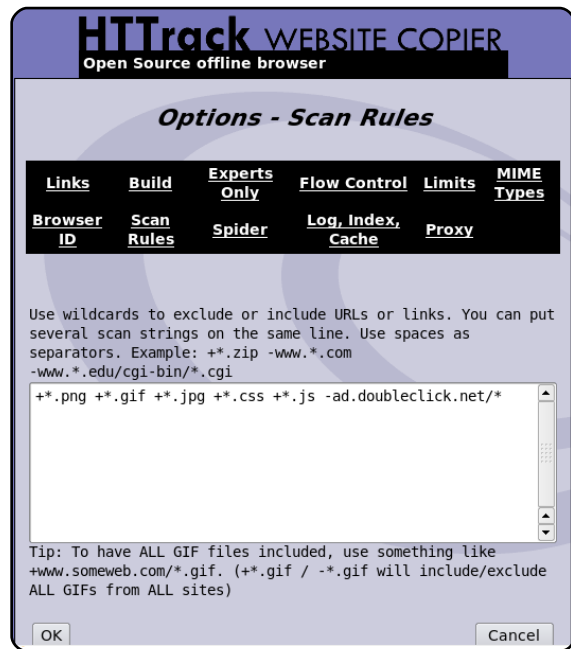 HTTrack WEBSITE COPIER
Open Source offline browser
Options - Scan Rules
Links Build Experts Only Flow Control Limits MIME Types
Browser ID Scan Rules Spider Log, Index, Cache Proxy
Use wildcards to exclude or include URLs or links. You can put
several scan strings on the same line. Use spaces as
separators. Example: +*.zip -www.*.com
-www.*.edu/cgi-bin/*.cgi
+*.png +*.gif +*.jpg +*.css +*.js -ad.doubleclick.net/*
Tip: To have ALL GIF files included, use something like
+www.someweb.com/*.gif. (+*.gif / -*.gif will include/exclude
ALL GIFs from ALL sites)
OK Cancel